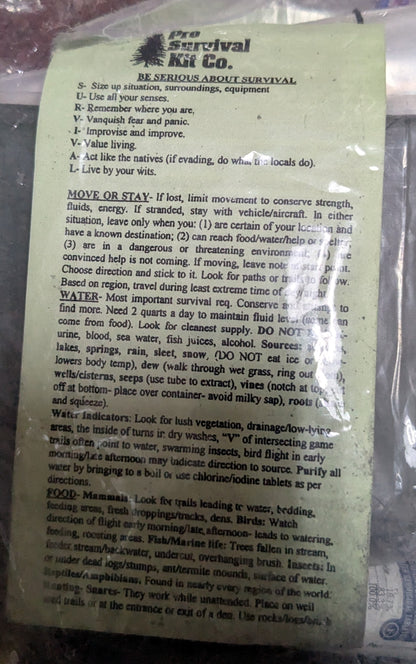 Pro
Survival
Kit Co.
BE SERIOUS ABOUT SURVIVAL
S- Size up situation, surroundings, equipment
U- Use all your senses.
R- Remember where you are.
V- Vanquish fear and panic.
I- Improvise and improve.
V- Value living.
A- Act like the natives (if evading, do what the locals do).
L- Live by your wits.
MOVE OR STAY- If lost, limit movement to conserve strength,
fluids, energy. If stranded, stay with vehicle/aircraft. In either
situation, leave only when you: (1) are certain of your location and
have a known destination; (2) can reach food/water/help or shelter;
(3) are in a dangerous or threatening environment; are
convinced help is not coming. If moving, leave note at start point.
Choose direction and stick to it. Look for paths or trails to follow.
Based on region, travel during least extreme time of
WATER- Most important survival req. Conserve to
find more. Need 2 quarts a day to maintain fluid level can
come from food). Look for cleanest supply. DO NOT
urine, blood, sea water, fish juices, alcohol. Sources:
lakes, springs, rain, sleet, snow, (DO NOT eat ice
lowers body temp), dew (walk through wet grass, ring out
wells/cisterns, seeps (use tube to extract), vines (notch at top
off at bottom- place over container- avoid milky sap), roots
and squeeze).
Water Indicators: Look for lush vegetation, drainage/low-lying
areas, the inside of turns in dry washes, "V" of intersecting game
trails often point to water, swarming insects, bird flight in early
morning/late afternoon may indicate direction to source. Purify all
water by bringing to a boil or use chlorine/iodine tablets as per
directions.
FOOD- Mammals: Look for trails leading to water, bedding,
feeding areas, fresh droppings/tracks, dens. Birds: Watch
direction of flight early morning/late afternoon- leads to watering,
feeding, roosting areas. Fish/Marine life: Trees fallen in stream,
feeder stream/backwater, undercut, overhanging brush. Insects: In
or under dead logs/stumps, ant/termite mounds, surface of water.
Reptiles/Amphibians. Found in nearly every region of the world.
Hunting- Snares- They work while unattended. Place on well
used trails or at the entrance or exit of a den. Use rocks/logs/brush